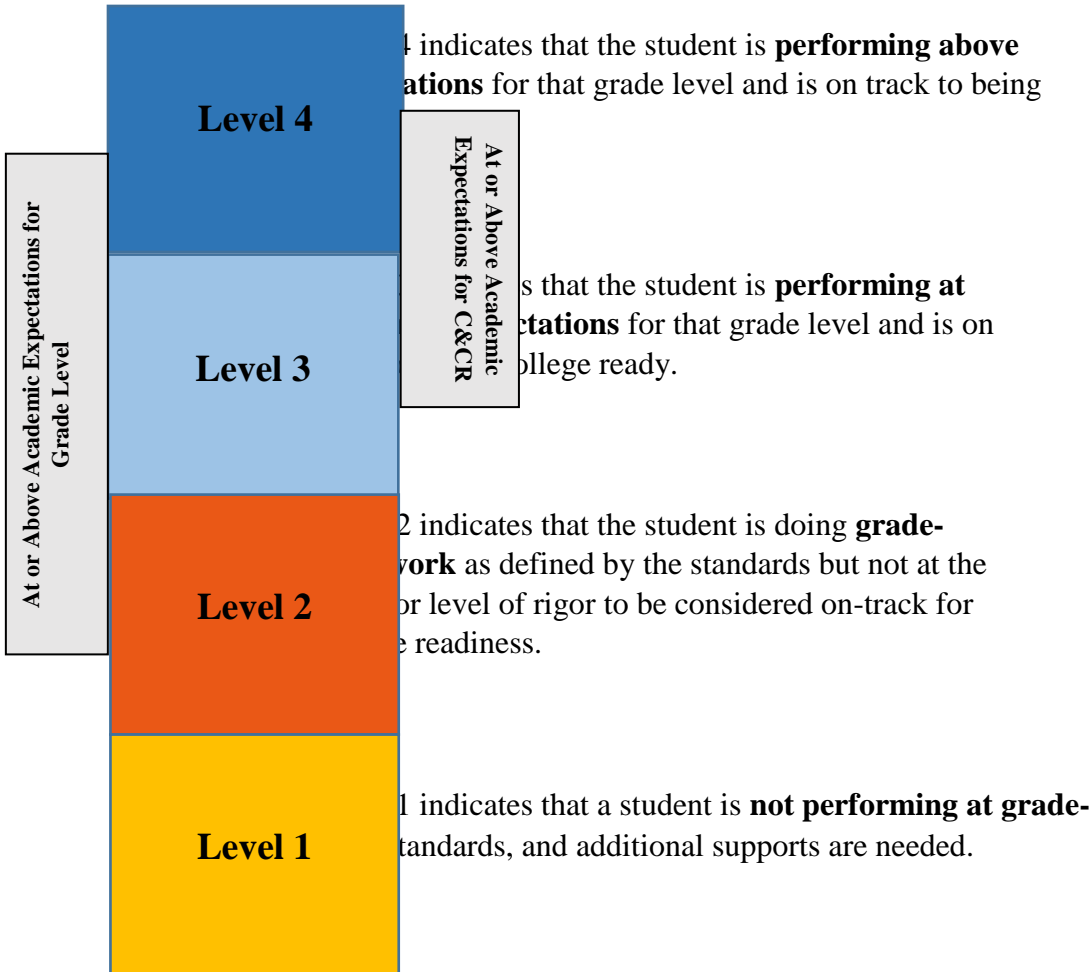 4 indicates that the student is performing above
ations for that grade level and is on track to being
Level 4
At or Above Academic
Expectations for C&CR
At or Above Academic Expectations for
Grade Level
s that the student is performing at
ctations for that grade level and is on
Level 3
ollege ready.
2 indicates that the student is doing grade-
work as defined by the standards but not at the
Level 2
or level of rigor to be considered on-track for
e readiness.
1 indicates that a student is not performing at grade-
Level 1
tandards, and additional supports are needed.